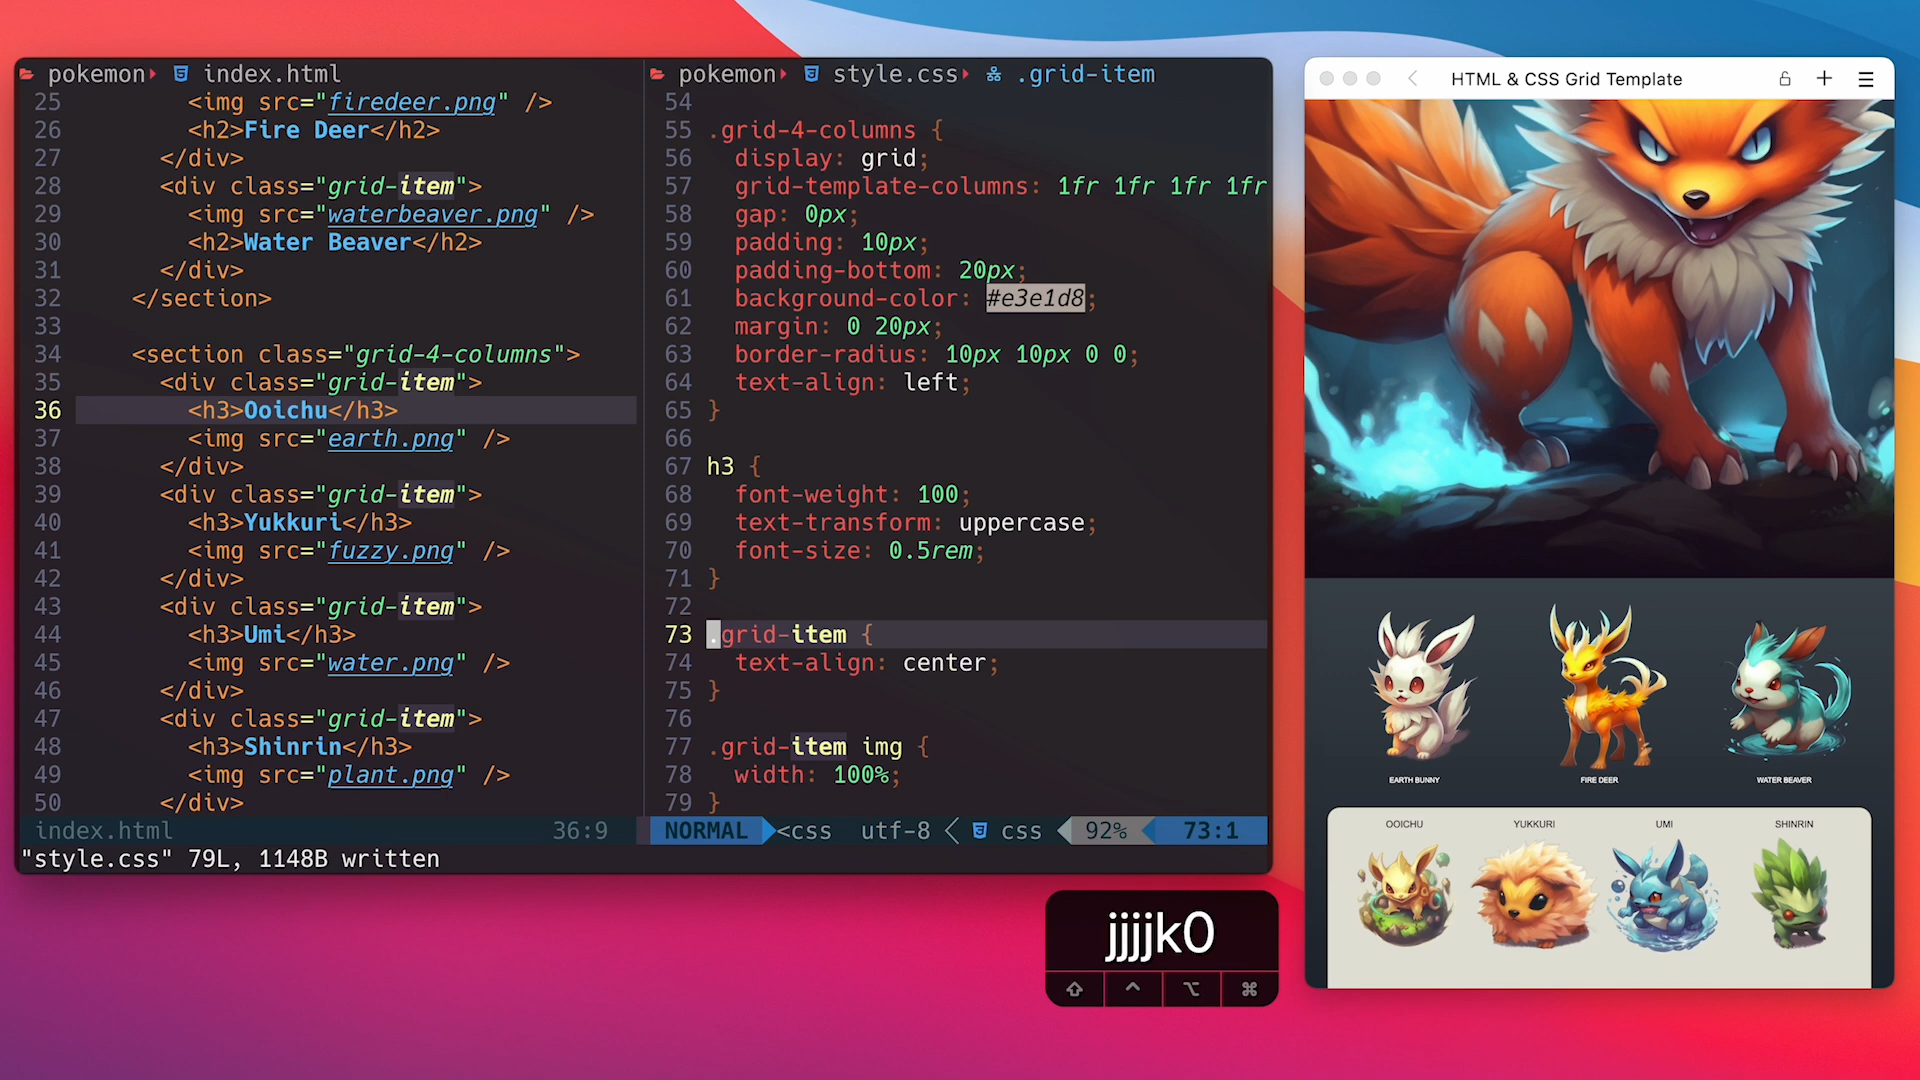 pokemon index.html
25 <img src="firedeer.png" />
26 <h2>Fire Deer</h2>
27 </div>
28 <div class="grid-item">
29 <img src="waterbeaver.png" />
30 <h2>Water Beaver</h2>
31 </div>
32 </section>
33
34 <section class="grid-4-columns">
35 <div class="grid-item">
36 <h3>Ooichu</h3>
37 <img src="earth.png" />
38 </div>
39 <div class="grid-item">
40 <h3>Yukkuri</h3>
41 <img src="fuzzy.png" />
42 </div>
43 <div class="grid-item">
44 <h3>Umi</h3>
45 <img src="water.png" />
46 </div>
47 <div class="grid-item">
48 <h3>Shinrin</h3>
49 <img src="plant.png" />
50 </div>
index.html 36:9
pokemon style.css .grid-item
54
55 .grid-4-columns {
56 display: grid;
57 grid-template-columns: 1fr 1fr 1fr 1fr
58 gap: 0px;
59 padding: 10px;
60 padding-bottom: 20px;
61 background-color: #e3e1d8;
62 margin: 0 20px;
63 border-radius: 10px 10px 0 0;
64 text-align: left;
65 }
66
67 h3 {
68 font-weight: 100;
69 text-transform: uppercase;
70 font-size: 0.5rem;
71 }
72
73 .grid-item {
74 text-align: center;
75 }
76
77 .grid-item img {
78 width: 100%;
79 }
NORMAL <css utf-8 css 92% 73:1
"style.css" 79L, 1148B written
jjjjk0
HTML & CSS Grid Template
EARTH BUNNY FIRE DEER WATER BEAVER
OOICHU YUKKURI UMI SHINRIN